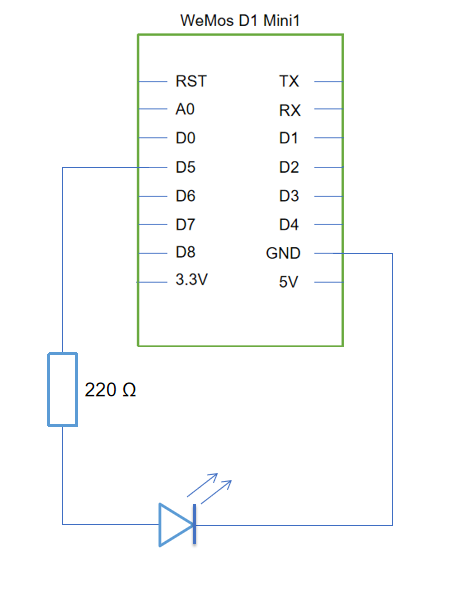 WeMos D1 Mini1
RST TX
A0 RX
D0 D1
D5 D2
D6 D3
D7 D4
D8 GND
3.3V 5V
220 Ω